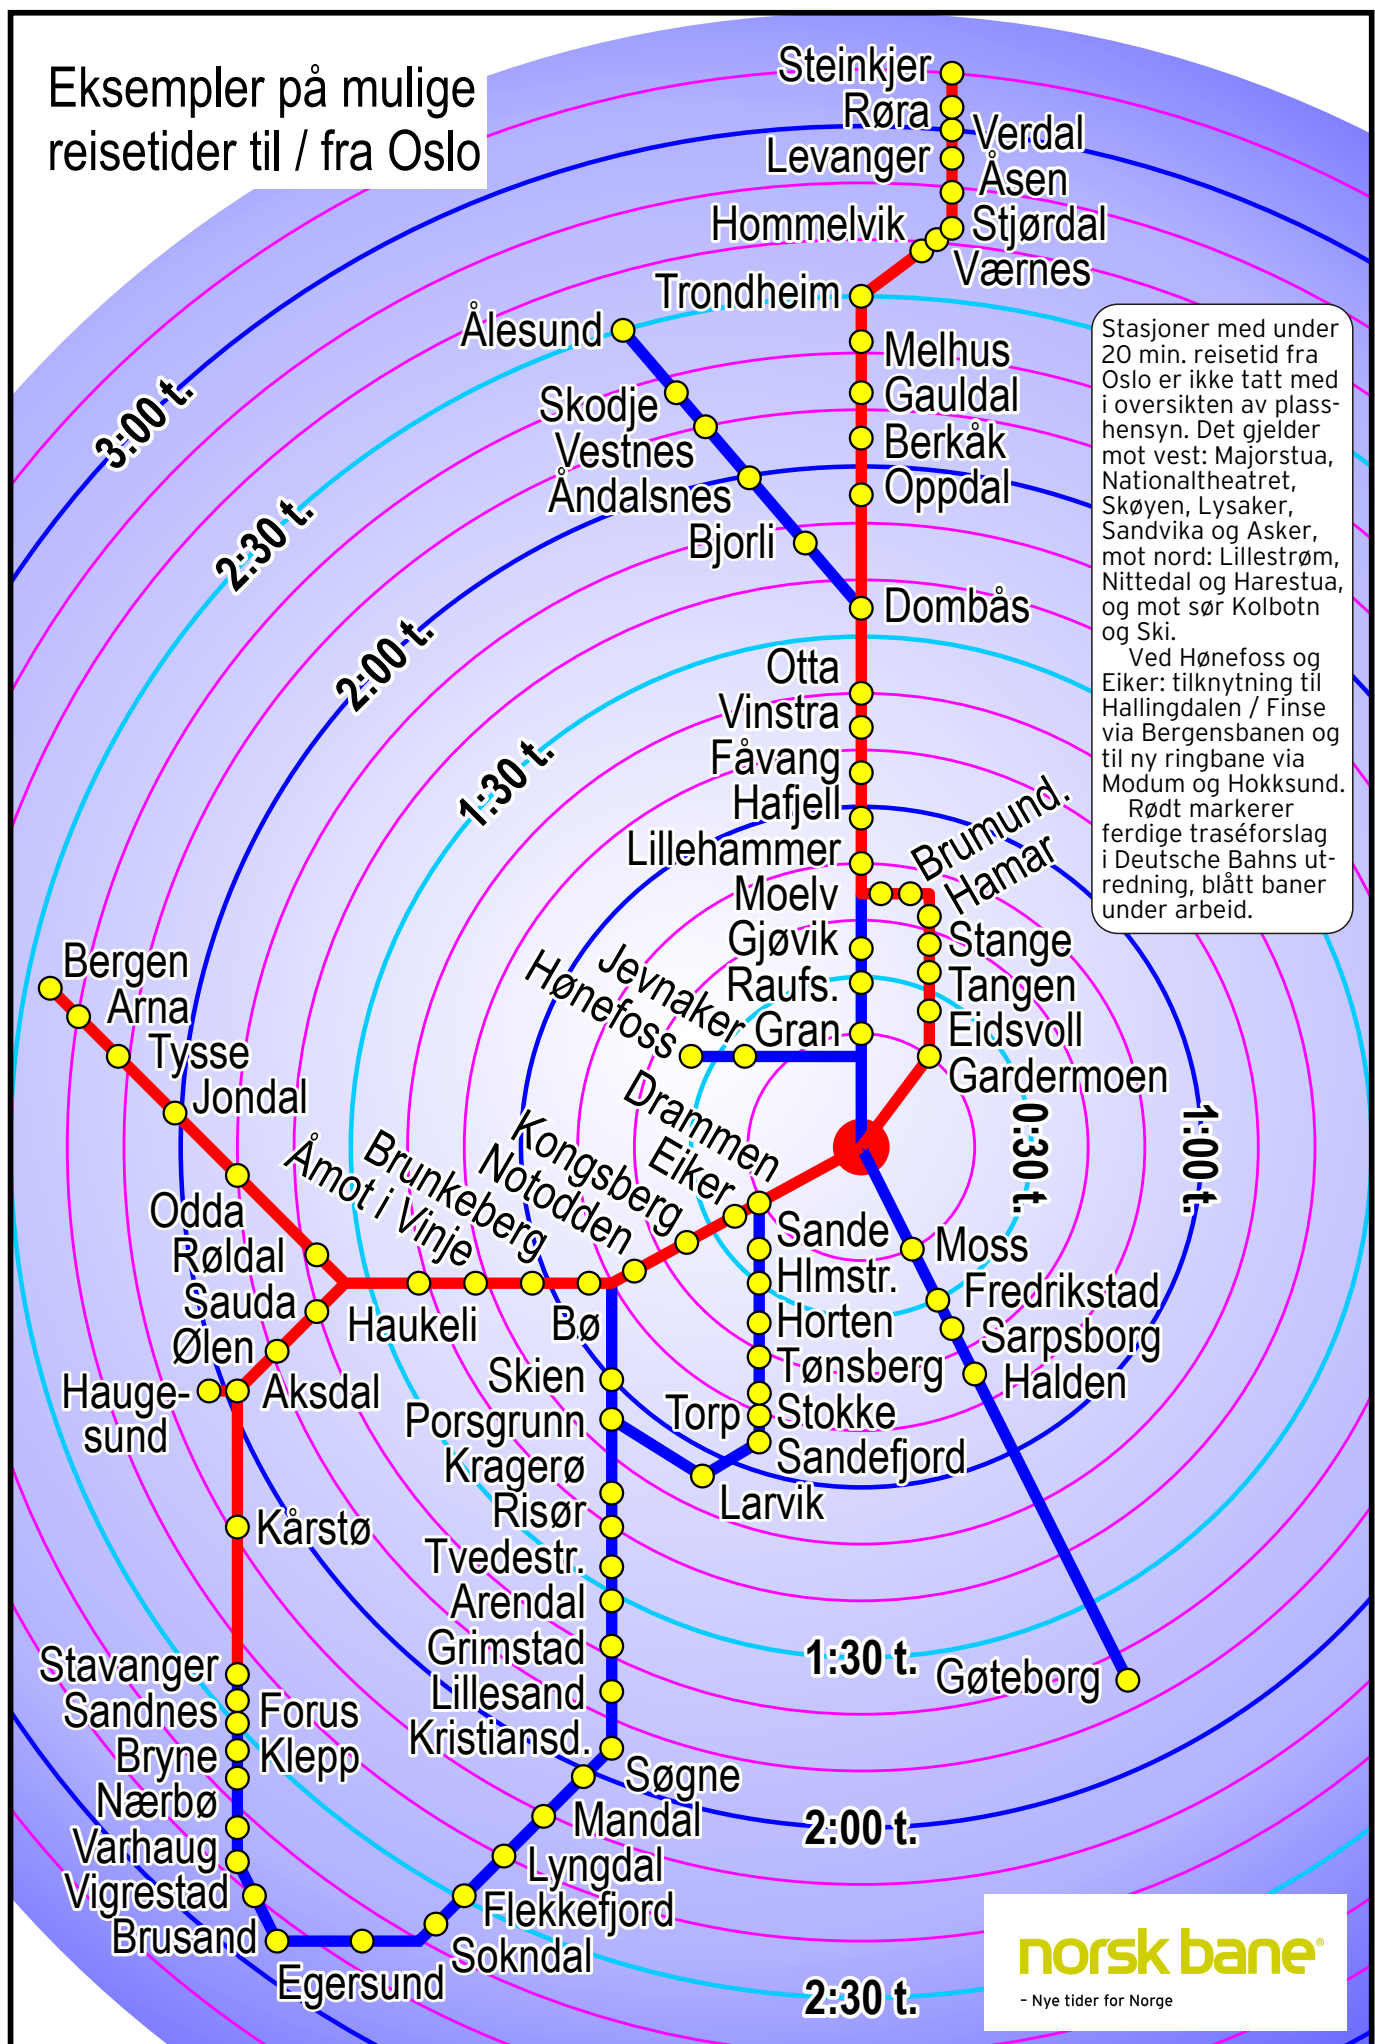 Eksempler på mulige
reisetider til / fra Oslo
Steinkjer
Røra
Verdal
Levanger
Åsen
Hommelvik
Stjørdal
Værnes
Trondheim
Ålesund
Melhus
Skodje
Gauldal
Vestnes
Berkåk
Åndalsnes
Oppdal
Bjorli
Dombås
3:00 t.
2:30 t.
2:00 t.
1:30 t.
Stasjoner med under
20 min. reisetid fra
Oslo er ikke tatt med
i oversikten av plass-
hensyn. Det gjelder
mot vest: Majorstua,
Nationaltheatret,
Skøyen, Lysaker,
Sandvika og Asker,
mot nord: Lillestrøm,
Nittedal og Harestua,
og mot sør Kolbotn
og Ski.
Ved Hønefoss og
Eiker: tilknytning til
Hallingdalen / Finse
via Bergensbanen og
til ny ringbane via
Modum og Hokksund.
Rødt markerer
ferdige traséforslag
i Deutsche Bahns ut-
redning, blått baner
under arbeid.
Otta
Vinstra
Fåvang
Hafjell
Lillehammer
Brumund.
Moelv
Hamar
Gjøvik
Stange
Raufs.
Tangen
Jevnaker
Hønefoss
Gran
Eidsvoll
Gardermoen
Bergen
Arna
Tysse
Jondal
Odda
Røldal
Sauda
Ølen
Hauge-
sund
Aksdal
Drammen
Eiker
Kongsberg
Notodden
Brunkeberg
Åmot i Vinje
Haukeli
Bø
0:30 t.
1:00 t.
Sande
Hlmstr.
Horten
Tønsberg
Torp
Stokke
Sandefjord
Larvik
Moss
Fredrikstad
Sarpsborg
Halden
Gøteborg
Skien
Porsgrunn
Kragerø
Risør
Tvedestr.
Arendal
Grimstad
Lillesand
Kristiansd.
Søgne
Mandal
Lyngdal
Flekkefjord
Sokndal
Kårstø
Stavanger
Sandnes
Forus
Bryne
Klepp
Nærbø
Varhaug
Vigrestad
Brusand
Egersund
1:30 t.
2:00 t.
2:30 t.
norsk bane®
- Nye tider for Norge